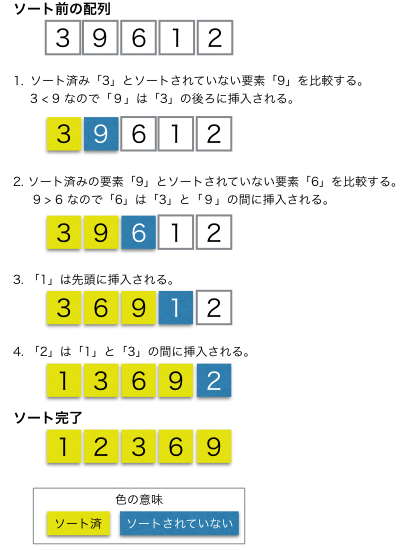 ソート前の配列
3 9 6 1 2
1. ソート済み「3」とソートされていない要素「9」を比較する。
3 < 9 なので「9」は「3」の後ろに挿入される。
3 9 6 1 2
2. ソート済みの要素「9」とソートされていない要素「6」を比較する。
9 > 6 なので「6」は「3」と「9」の間に挿入される。
3 9 6 1 2
3. 「1」は先頭に挿入される。
3 6 9 1 2
4. 「2」は「1」と「3」の間に挿入される。
1 3 6 9 2
ソート完了
1 2 3 6 9
色の意味
ソート済 ソートされていない